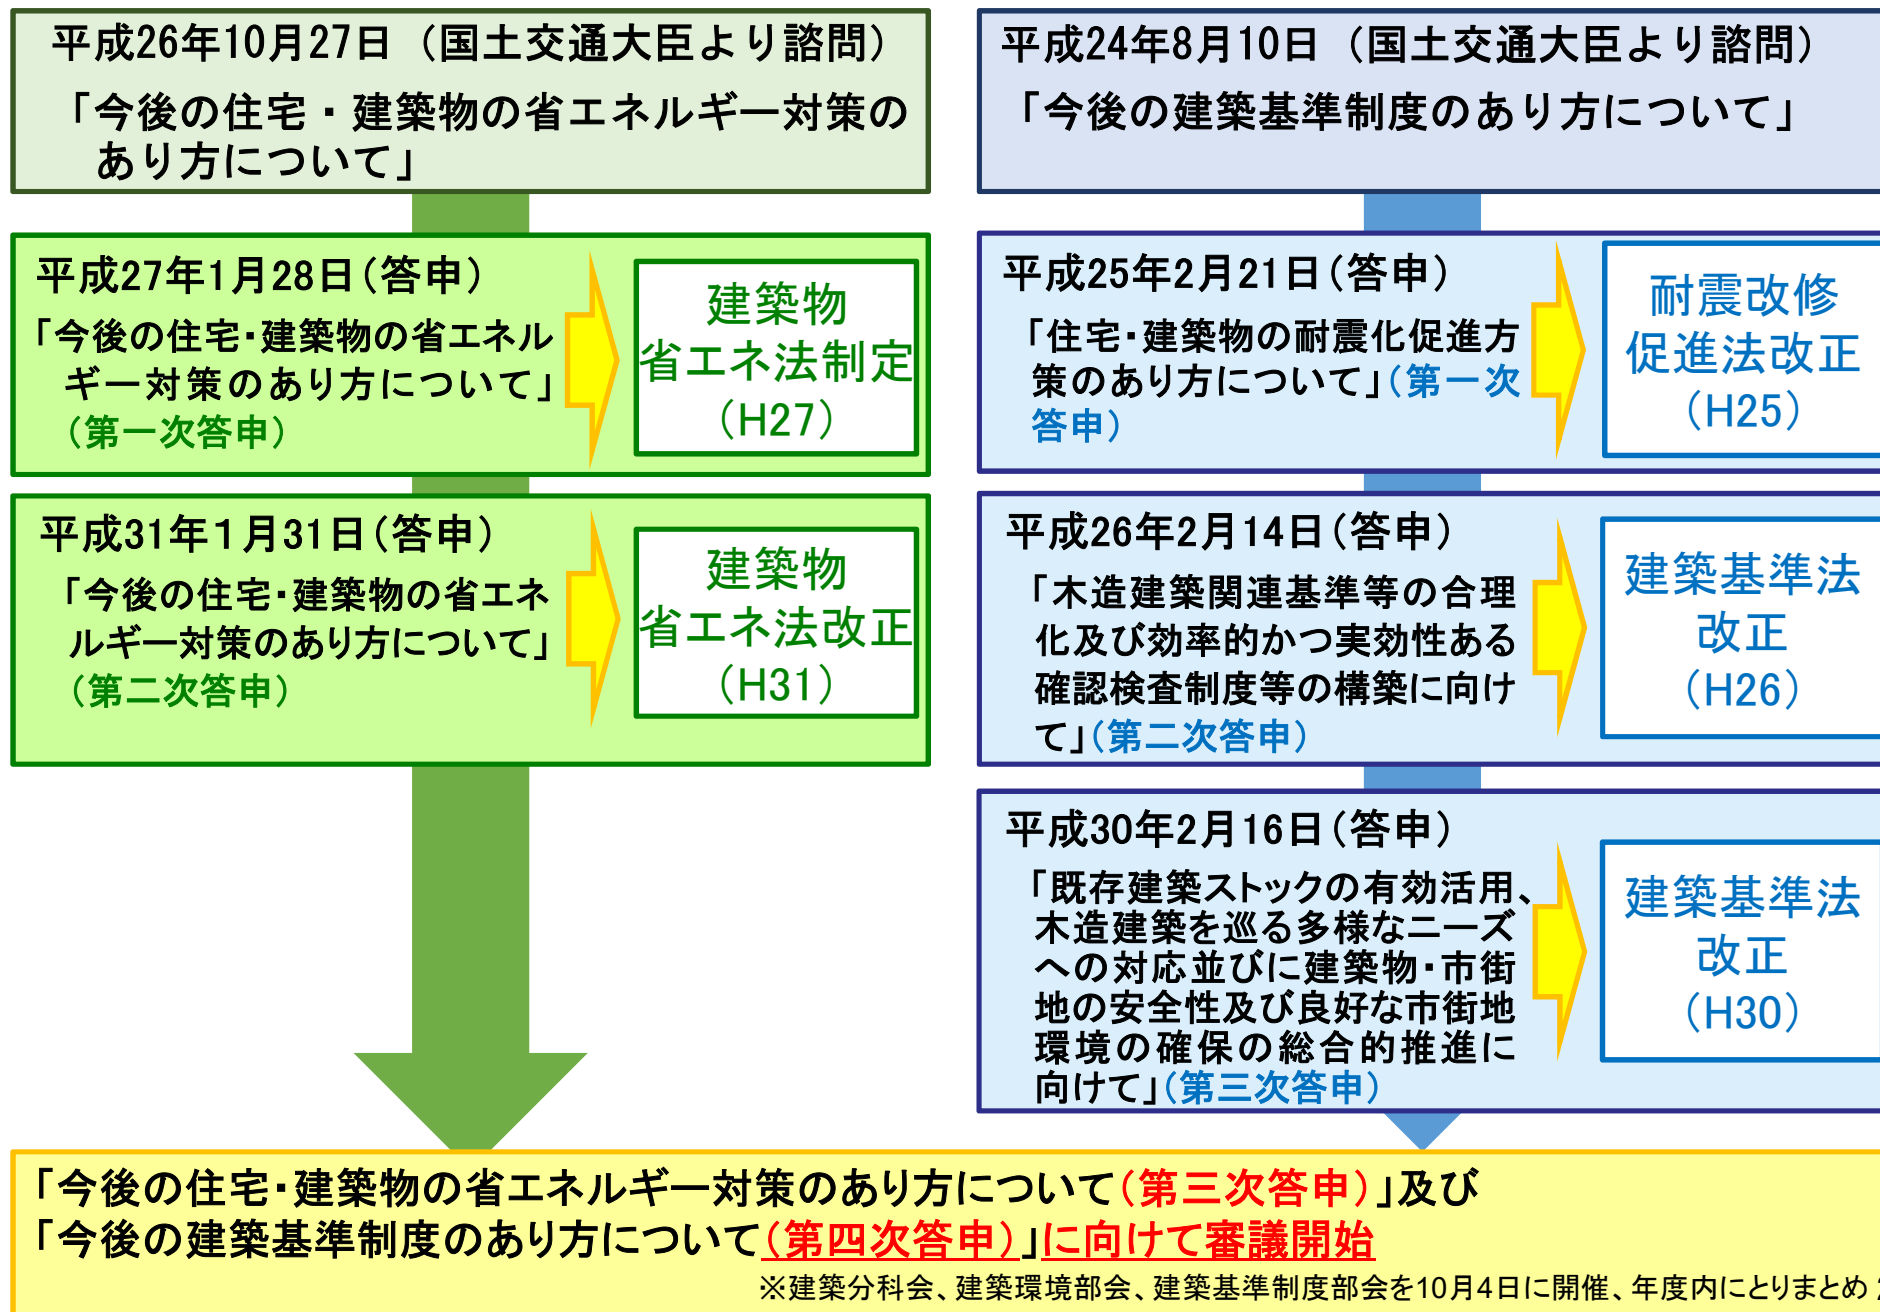 平成26年10月27日（国土交通大臣より諮問）
「今後の住宅・建築物の省エネルギー対策の
あり方について」
平成27年1月28日（答申）
「今後の住宅・建築物の省エネル
ギー対策のあり方について」
（第一次答申）
建築物
省エネ法制定
（H27）
平成31年１月31日（答申）
「今後の住宅・建築物の省エネ
ルギー対策のあり方について」
（第二次答申）
建築物
省エネ法改正
（H31）
平成24年8月10日（国土交通大臣より諮問）
「今後の建築基準制度のあり方について」
平成25年2月21日（答申）
「住宅・建築物の耐震化促進方
策のあり方について」（第一次
答申）
耐震改修
促進法改正
（H25）
平成26年2月14日（答申）
「木造建築関連基準等の合理
化及び効率的かつ実効性ある
確認検査制度等の構築に向け
て」（第二次答申）
建築基準法
改正
（H26）
平成30年2月16日（答申）
「既存建築ストックの有効活用、
木造建築を巡る多様なニーズ
への対応並びに建築物・市街
地の安全性及び良好な市街地
環境の確保の総合的推進に
向けて」（第三次答申）
建築基準法
改正
（H30）
「今後の住宅・建築物の省エネルギー対策のあり方について（第三次答申）」及び
「今後の建築基準制度のあり方について（第四次答申）」に向けて審議開始
※建築分科会、建築環境部会、建築基準制度部会を10月4日に開催、年度内にとりまとめ